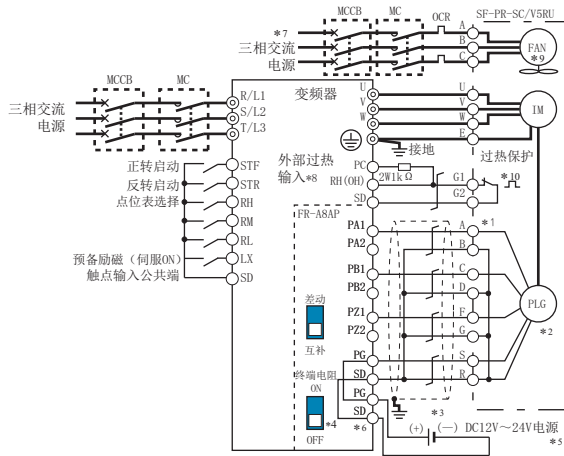 MCCB MC OCR SF-PR-SC/V5RU
*7
三相交流
电源
A
B
C
FAN
*9
MCCB MC
三相交流
电源
R/L1
S/L2
T/L3
变频器
U
V
W
E
U
V
W
IM
接地
外部过热
输入*8
PC
RH(OH)
SD
2W1kΩ
G1
G2
过热保护
*10
正转启动
反转启动
点位表选择
预备励磁(伺服ON)
触点输入公共端
STF
STR
RH
RM
RL
LX
SD
FR-A8AP
差动
互补
终端电阻
ON
OFF
*4
PA1
PA2
PB1
PB2
PZ1
PZ2
PG
SD
PG
SD
*6
A
B
C
D
F
G
S
R
*1
PLG
*2
*3
(+) (—) DC12V～24V电源
*5